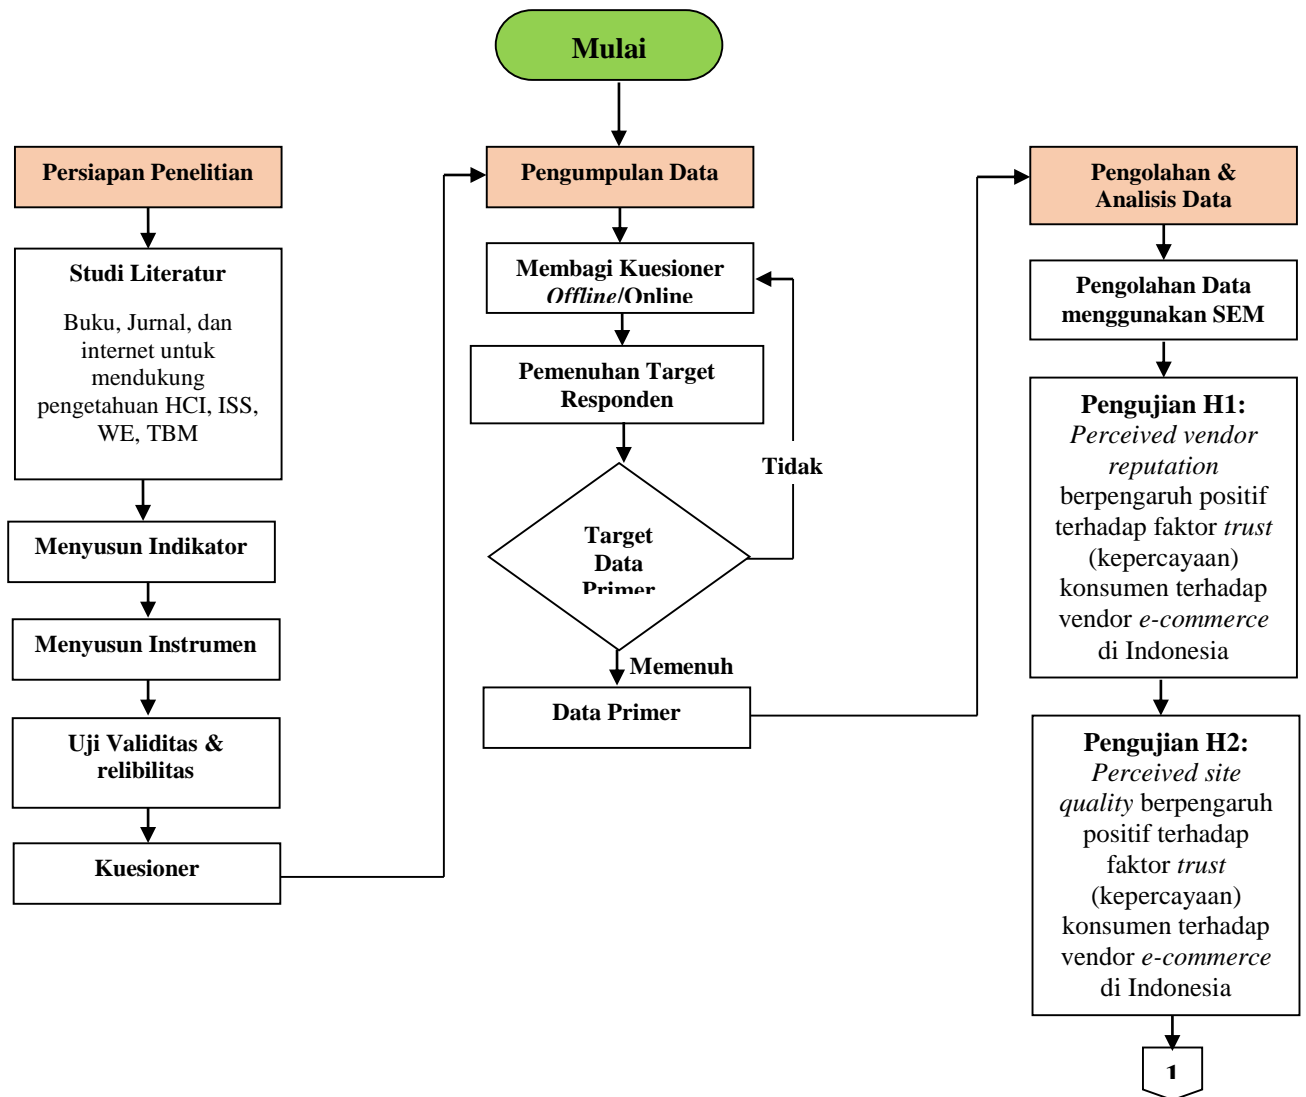 Mulai
Persiapan Penelitian
Studi Literatur
Buku, Jurnal, dan
internet untuk
mendukung
pengetahuan HCI, ISS,
WE, TBM
Menyusun Indikator
Menyusun Instrumen
Uji Validitas &
relibilitas
Kuesioner
Pengumpulan Data
Membagi Kuesioner
Offline/Online
Pemenuhan Target
Responden
Target
Data
Primer
Tidak
Memenuh
Data Primer
Pengolahan &
Analisis Data
Pengolahan Data
menggunakan SEM
Pengujian H1:
Perceived vendor
reputation
berpengaruh positif
terhadap faktor trust
(kepercayaan)
konsumen terhadap
vendor e-commerce
di Indonesia
Pengujian H2:
Perceived site
quality berpengaruh
positif terhadap
faktor trust
(kepercayaan)
konsumen terhadap
vendor e-commerce
di Indonesia
1